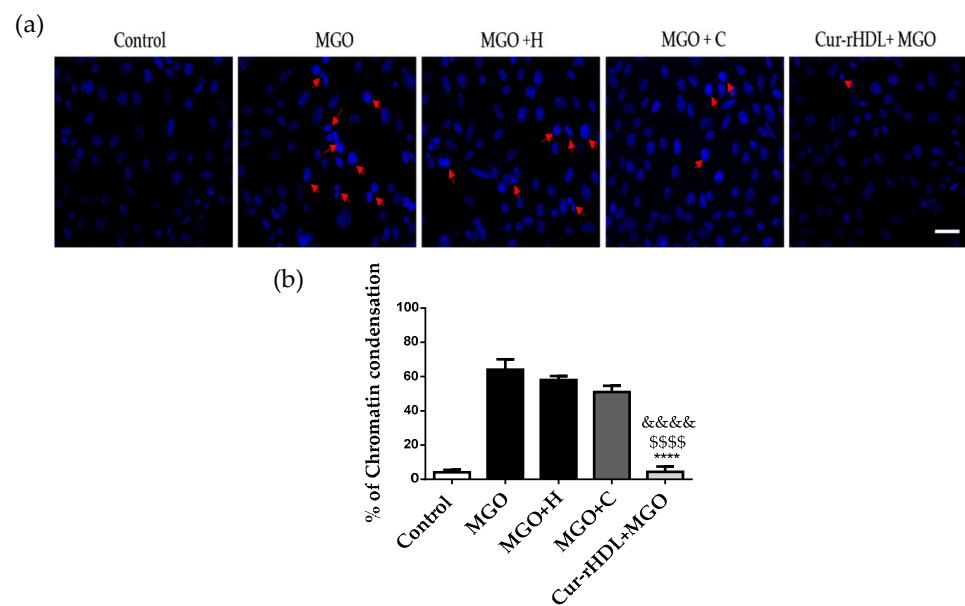 (a)
Control
MGO
MGO +H
MGO + C
Cur-rHDL+ MGO
(b)
% of Chromatin condensation
100
80
60
40
20
0
&&&&
$$$$
****
Control
MGO
MGO+H
MGO+C
Cur-rHDL+MGO